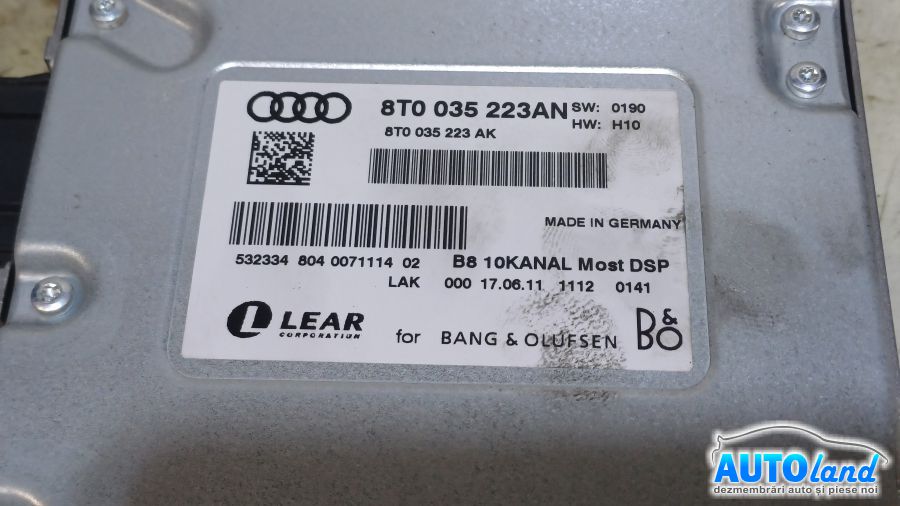 8T0 035 223AN SW: 0190
HW: H10
8T0 035 223 AK
MADE IN GERMANY
532334 804 0071114 02 B8 10KANAL Most DSP
LAK 000 17.06.11 1112 0141
L LEAR
CORPORATION
for BANG & OLUFSEN B&O
AUTOland
dezmembrări auto și piese noi